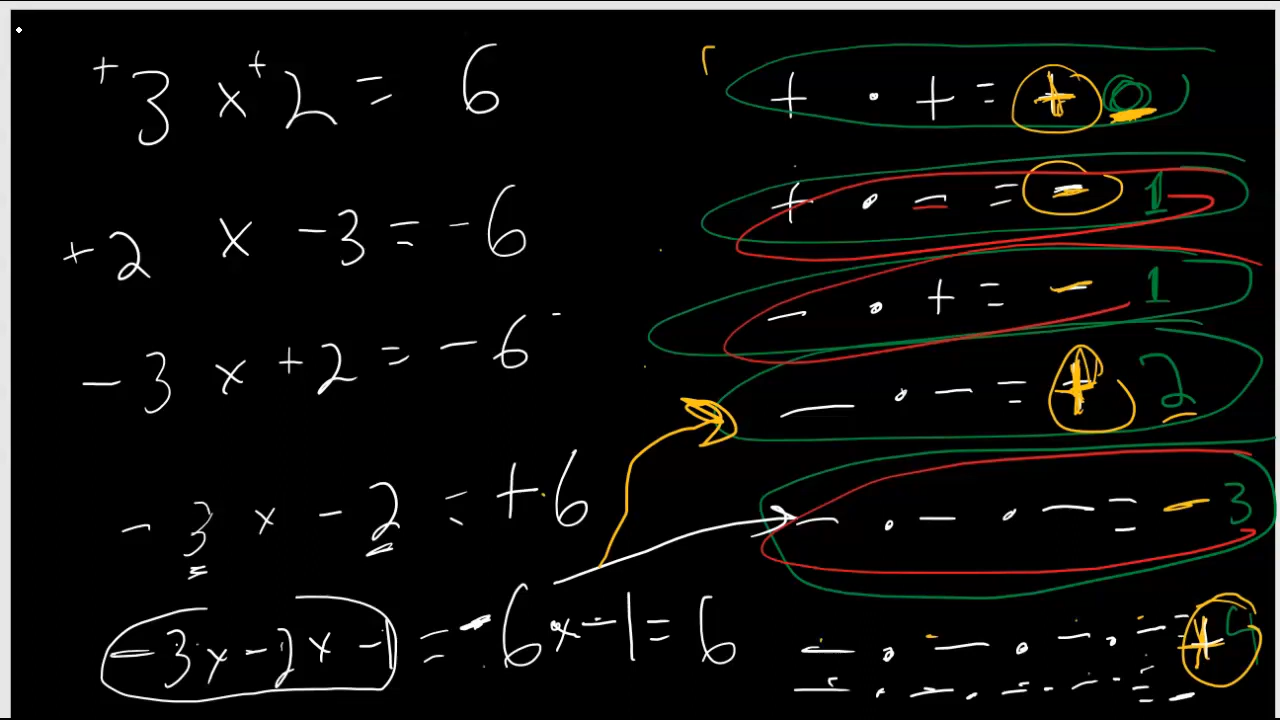 +3 x +2 = 6
+2 x -3 = -6
-3 x +2 = -6
-3 x -2 = +6
-3 x -2 x -1 = -6 x -1 = 6
+ · + = + 0
+ · - = - 1
- · + = - 1
- · - = + 2
- · - · - = - 3
- · - · - · - = + 4
- · - · - · - · - = -